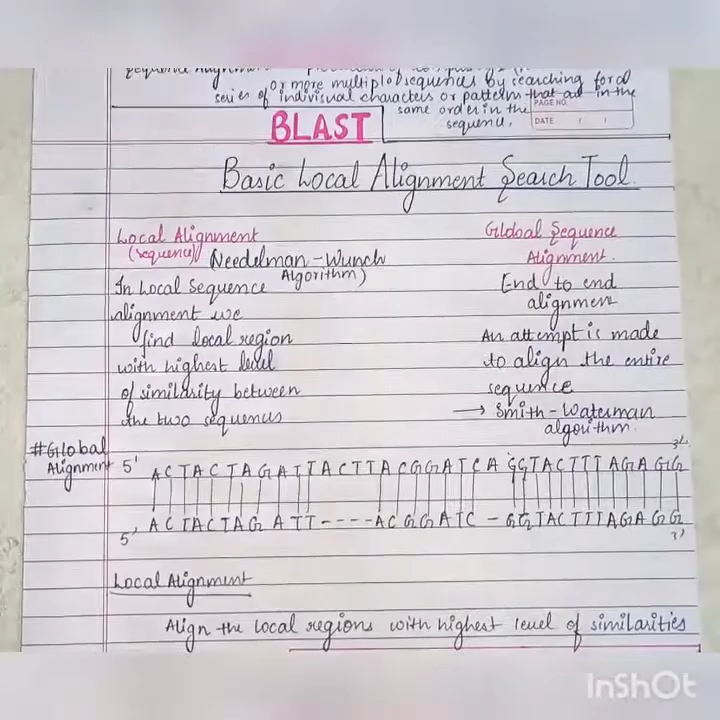 or more multiple sequences by searching for a
series of indivisual characters or pattern that are in the
same order in the
sequence.
PAGE NO.
DATE / /
BLAST
Basic Local Alignment Search Tool.
Local Alignment
(sequence) (Needelman-Wunch
Algorithm)
In Local Sequence
alignment we
find local region
with highest level
of similarity between
the two sequences
Global Sequence
Alignment.
End to end
alignment
An attempt is made
to align the entire
sequence
→ Smith-Waterman
algorithm.
#Global
Alignment
5' ACTACTAGATTACTTACGGATCAGGTACTTTAGAGG 3'
5' ACTACTAGATT----ACGGATC-GGTACTTTAGAGG 3'
Local Alignment
Align the local regions with highest level of similarities
InShOt